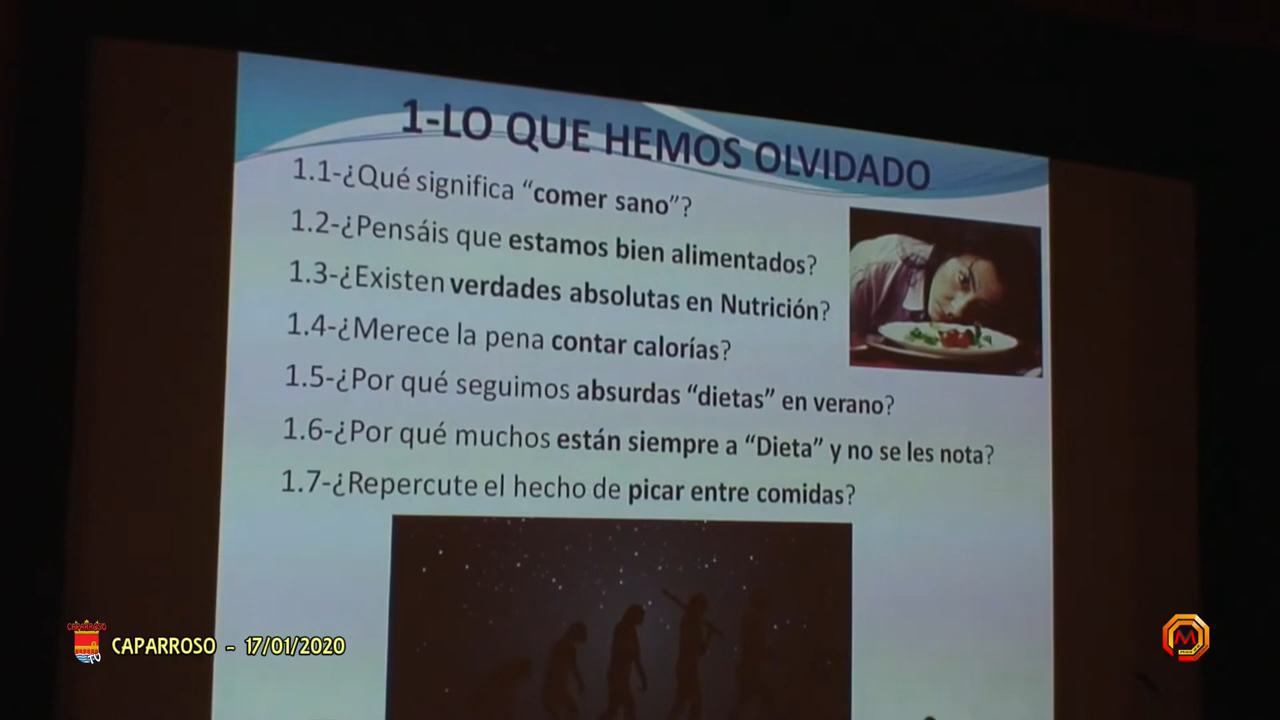 1-LO QUE HEMOS OLVIDADO
1.1-¿Qué significa “comer sano”?
1.2-¿Pensáis que estamos bien alimentados?
1.3-¿Existen verdades absolutas en Nutrición?
1.4-¿Merece la pena contar calorías?
1.5-¿Por qué seguimos absurdas “dietas” en verano?
1.6-¿Por qué muchos están siempre a “Dieta” y no se les nota?
1.7-¿Repercute el hecho de picar entre comidas?
CAPARROSO
TV
CAPARROSO - 17/01/2020
M